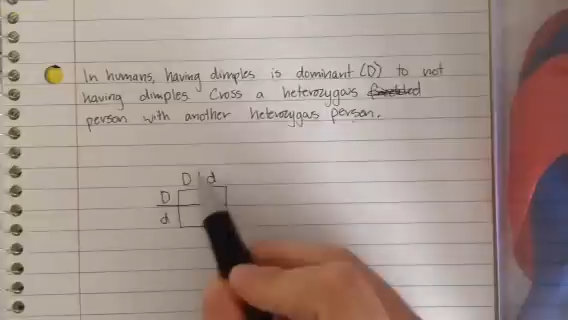 In humans, having dimples is dominant (D) to not
having dimples Cross a heterozygous
person with another heterozygous person.
D d
D
d